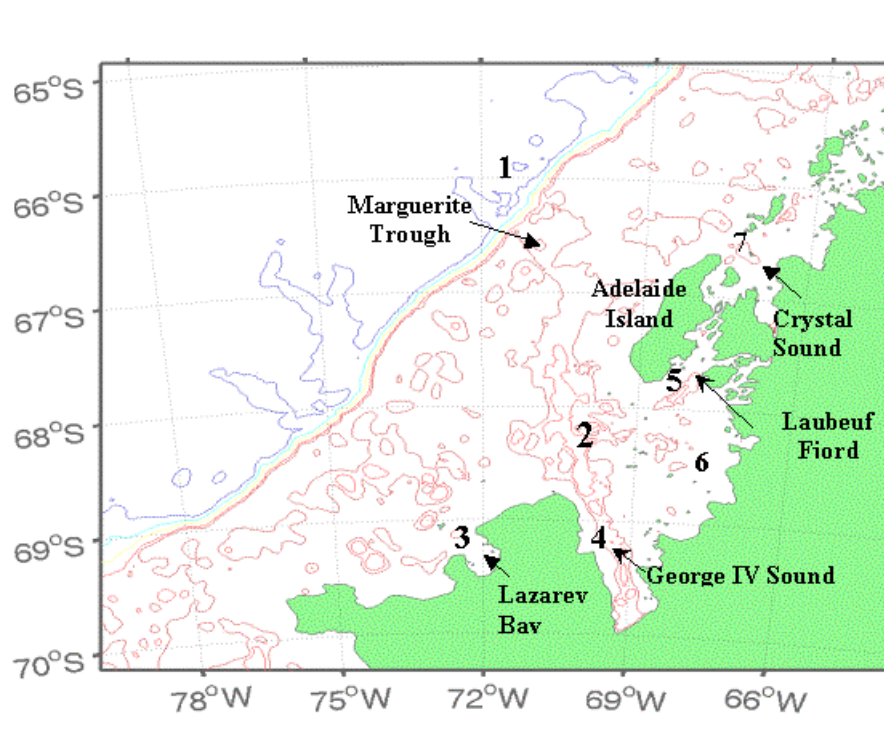 65°S
1
66°S
Marguerite
Trough
7
Adelaide
Island
67°S
Crystal
Sound
5
Laubeuf
Fiord
68°S
2
6
69°S
3
4
George IV Sound
Lazarev
Bav
70°S
78°W
75°W
72°W
69°W
66°W